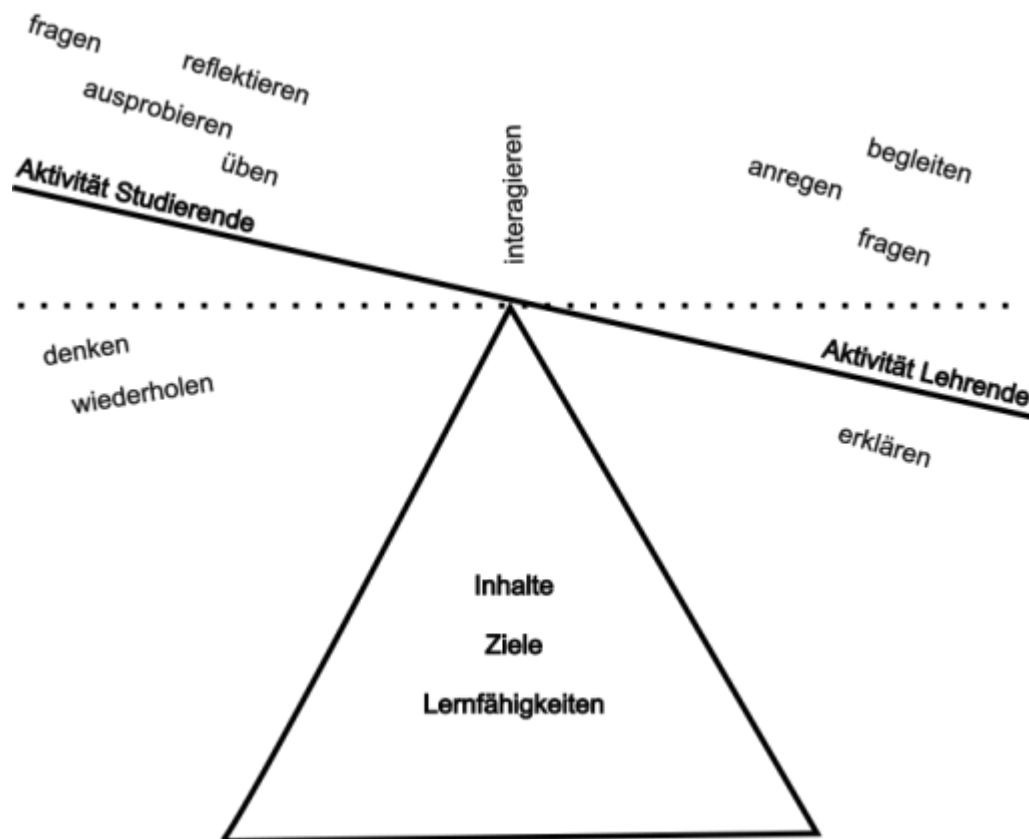 fragen
reflektieren
ausprobieren
üben
Aktivität Studierende
interagieren
begleiten
anregen
fragen
denken
wiederholen
Aktivität Lehrende
erklären
Inhalte
Ziele
Lernfähigkeiten